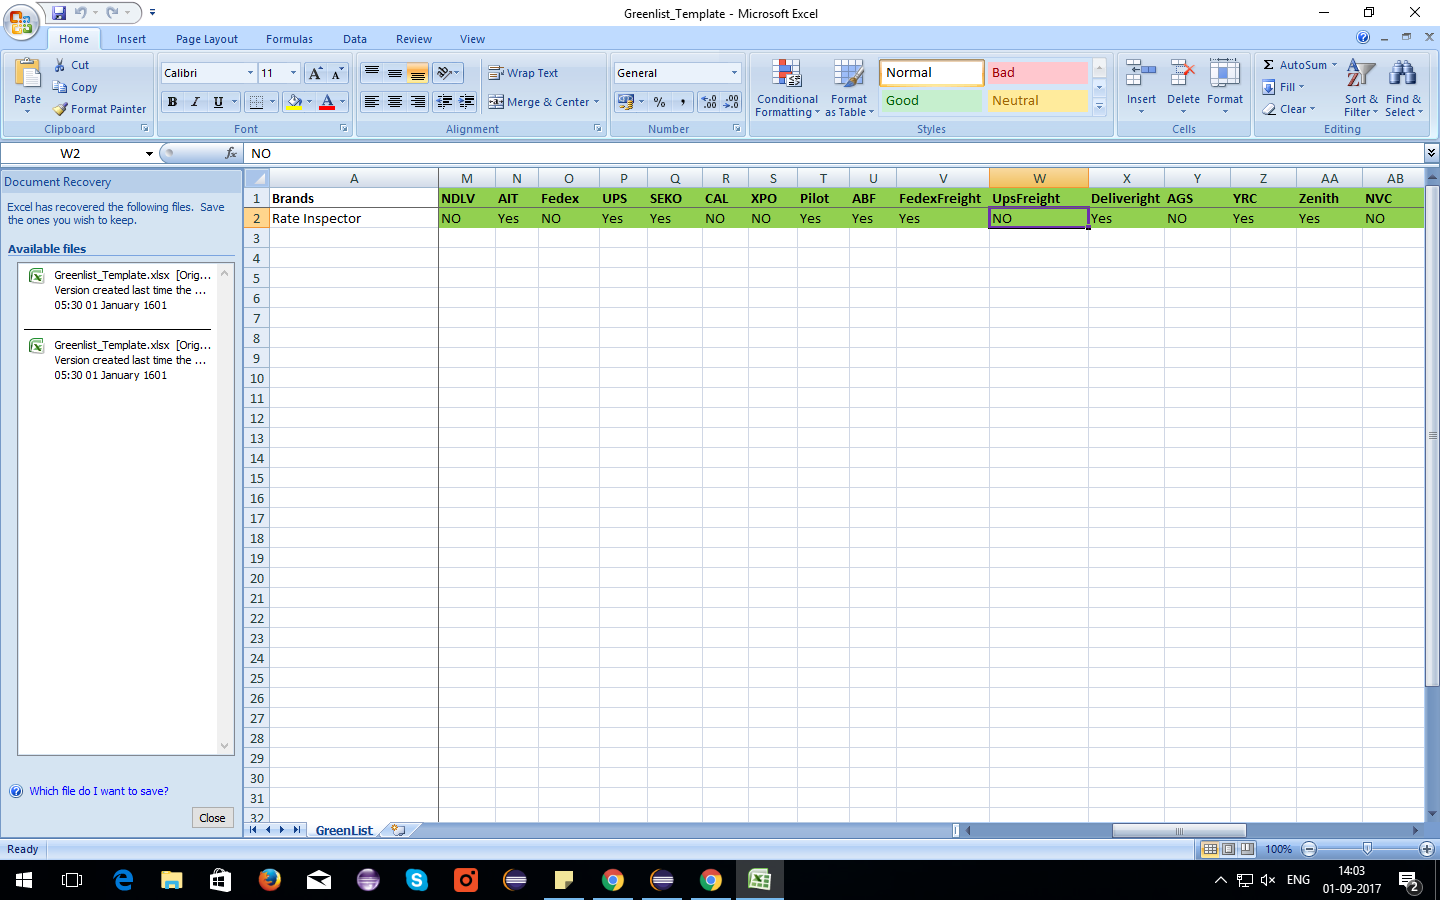 Greenlist_Template - Microsoft Excel
Home Insert Page Layout Formulas Data Review View
Paste Cut Copy Format Painter Clipboard
Calibri 11 B I U A A A Font
Wrap Text Merge & Center Alignment
General % , Number
Conditional Formatting Format as Table Normal Bad Good Neutral Styles
Insert Delete Format Cells
Σ AutoSum Fill Clear Sort & Filter Find & Select Editing
W2 fx NO
Document Recovery
Excel has recovered the following files. Save
the ones you wish to keep.
Available files
Greenlist_Template.xlsx [Orig...
Version created last time the ...
05:30 01 January 1601
Greenlist_Template.xlsx [Orig...
Version created last time the ...
05:30 01 January 1601
Which file do I want to save?
Close
A M N O P Q R S T U V W X Y Z AA AB
1 Brands NDLV AIT Fedex UPS SEKO CAL XPO Pilot ABF FedexFreight UpsFreight Deliveright AGS YRC Zenith NVC
2 Rate Inspector NO Yes NO Yes Yes NO NO Yes Yes Yes NO Yes NO Yes Yes NO
3
4
5
6
7
8
9
10
11
12
13
14
15
16
17
18
19
20
21
22
23
24
25
26
27
28
29
30
31
32
GreenList
Ready 100%
ENG 14:03
01-09-2017 2